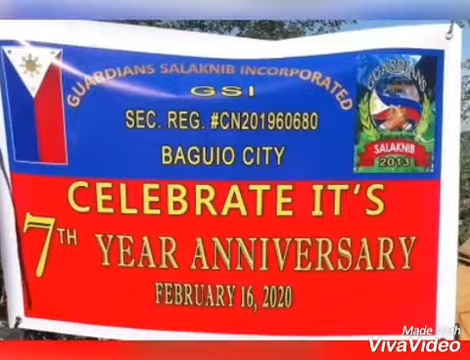 GUARDIANS SALAKNIB INCORPORATED
GSI
SEC. REG. #CN201960680
BAGUIO CITY
GUARDIANS
SALAKNIB
2013
CELEBRATE IT'S
7TH YEAR ANNIVERSARY
FEBRUARY 16, 2020
Made with
VivaVideo